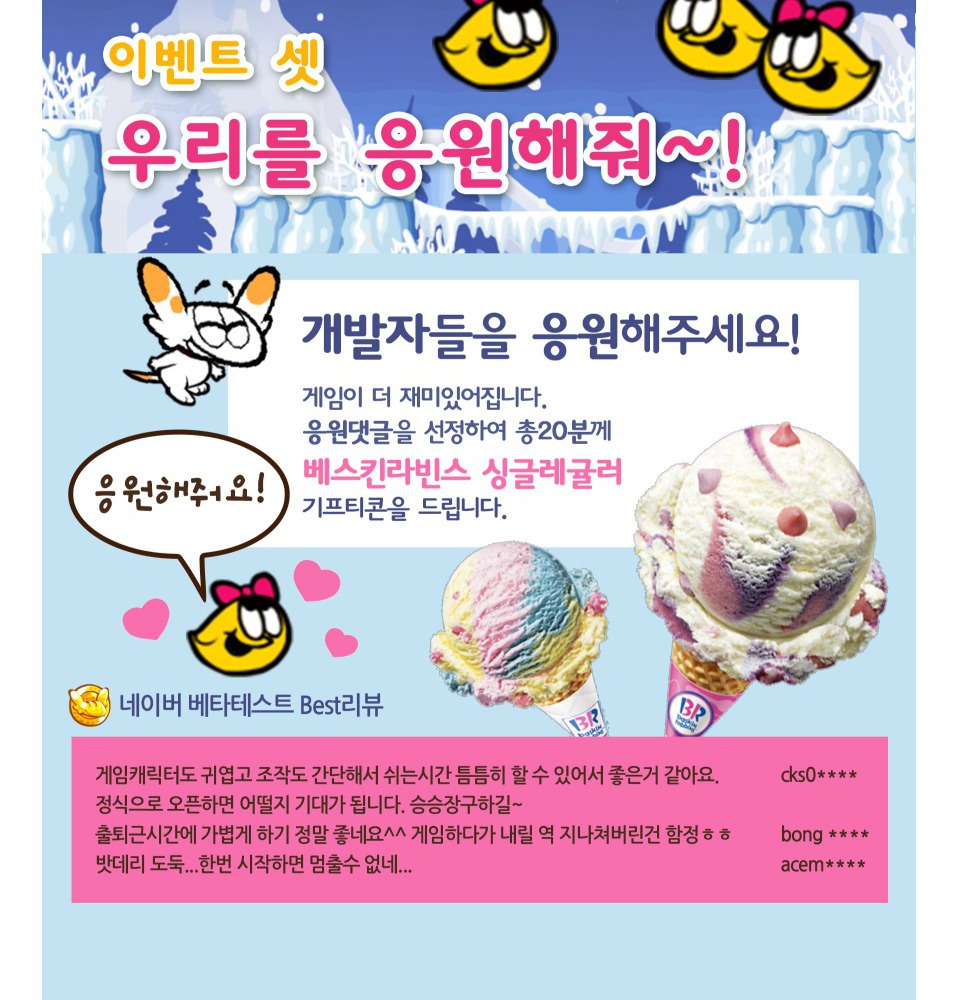 이벤트 셋
우리를 응원해줘~!
개발자들을 응원해주세요!
게임이 더 재미있어집니다.
응원댓글을 선정하여 총20분께
베스킨라빈스 싱글레귤러
기프티콘을 드립니다.
응원해줘요!
네이버 베타테스트 Best리뷰
BR
BR
baskin
robbins
게임캐릭터도 귀엽고 조작도 간단해서 쉬는시간 틈틈히 할 수 있어서 좋은거 같아요. cks0****
정식으로 오픈하면 어떨지 기대가 됩니다. 승승장구하길~
출퇴근시간에 가볍게 하기 정말 좋네요^^ 게임하다가 내릴 역 지나쳐버린건 함정ㅎㅎ bong ****
밧데리 도둑...한번 시작하면 멈출수 없네... acem****